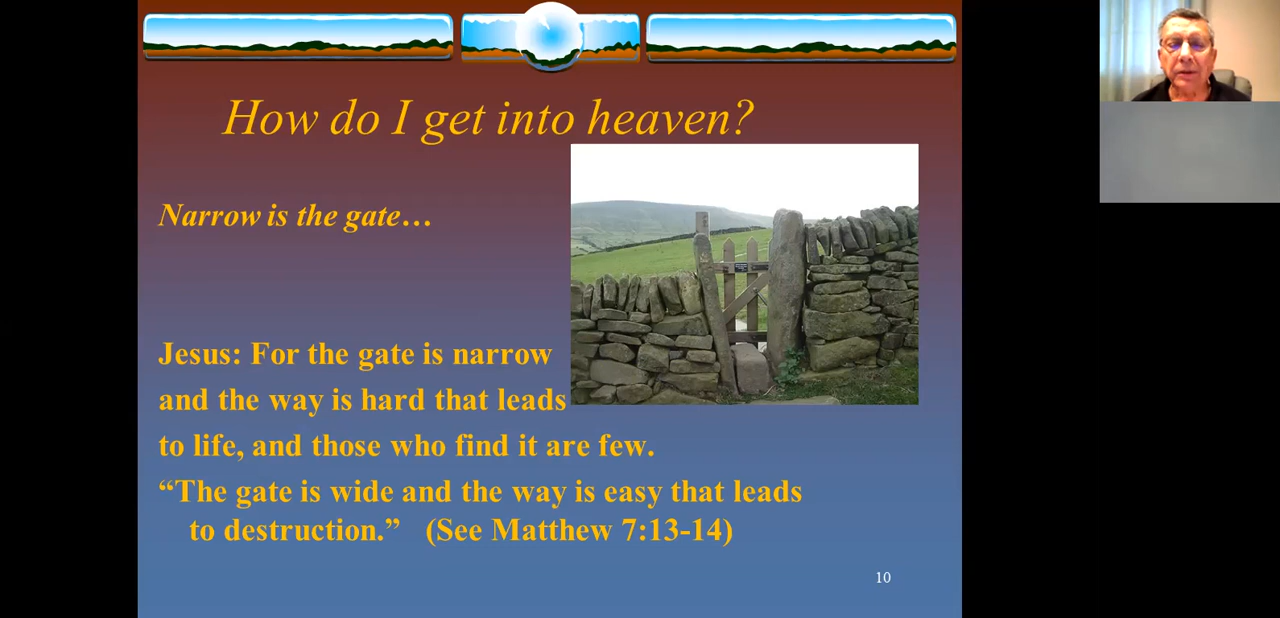 How do I get into heaven?
Narrow is the gate…
Jesus: For the gate is narrow
and the way is hard that leads
to life, and those who find it are few.
“The gate is wide and the way is easy that leads
to destruction.” (See Matthew 7:13-14)
10